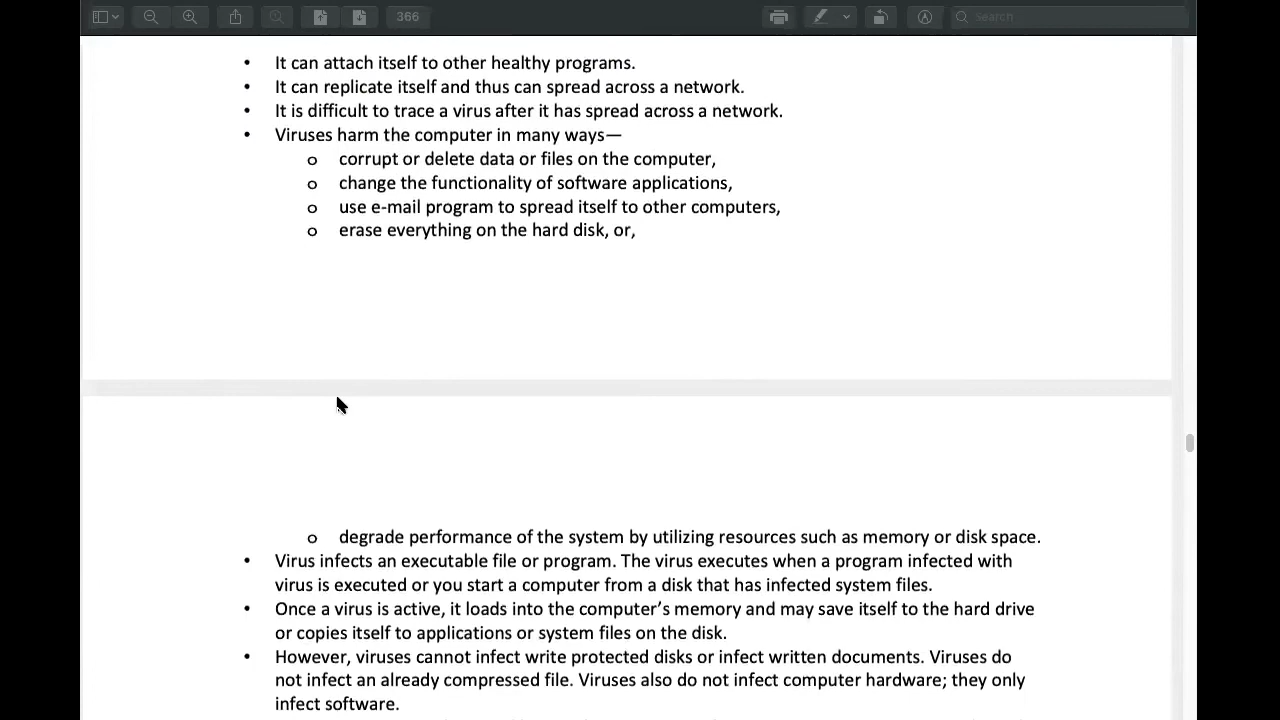 366
Search
• It can attach itself to other healthy programs.
• It can replicate itself and thus can spread across a network.
• It is difficult to trace a virus after it has spread across a network.
• Viruses harm the computer in many ways—
o corrupt or delete data or files on the computer,
o change the functionality of software applications,
o use e-mail program to spread itself to other computers,
o erase everything on the hard disk, or,
o degrade performance of the system by utilizing resources such as memory or disk space.
• Virus infects an executable file or program. The virus executes when a program infected with
virus is executed or you start a computer from a disk that has infected system files.
• Once a virus is active, it loads into the computer’s memory and may save itself to the hard drive
or copies itself to applications or system files on the disk.
• However, viruses cannot infect write protected disks or infect written documents. Viruses do
not infect an already compressed file. Viruses also do not infect computer hardware; they only
infect software.